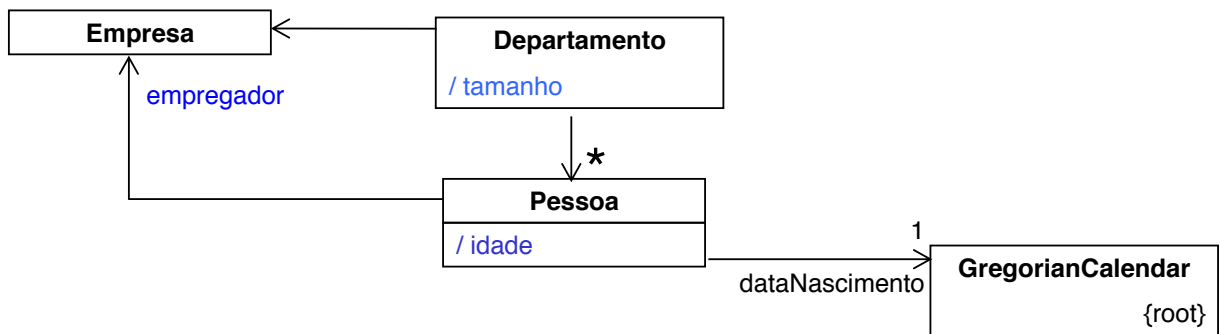 Empresa
Departamento
/ tamanho
empregador
*
Pessoa
/ idade
1
dataNascimento
GregorianCalendar
{root}